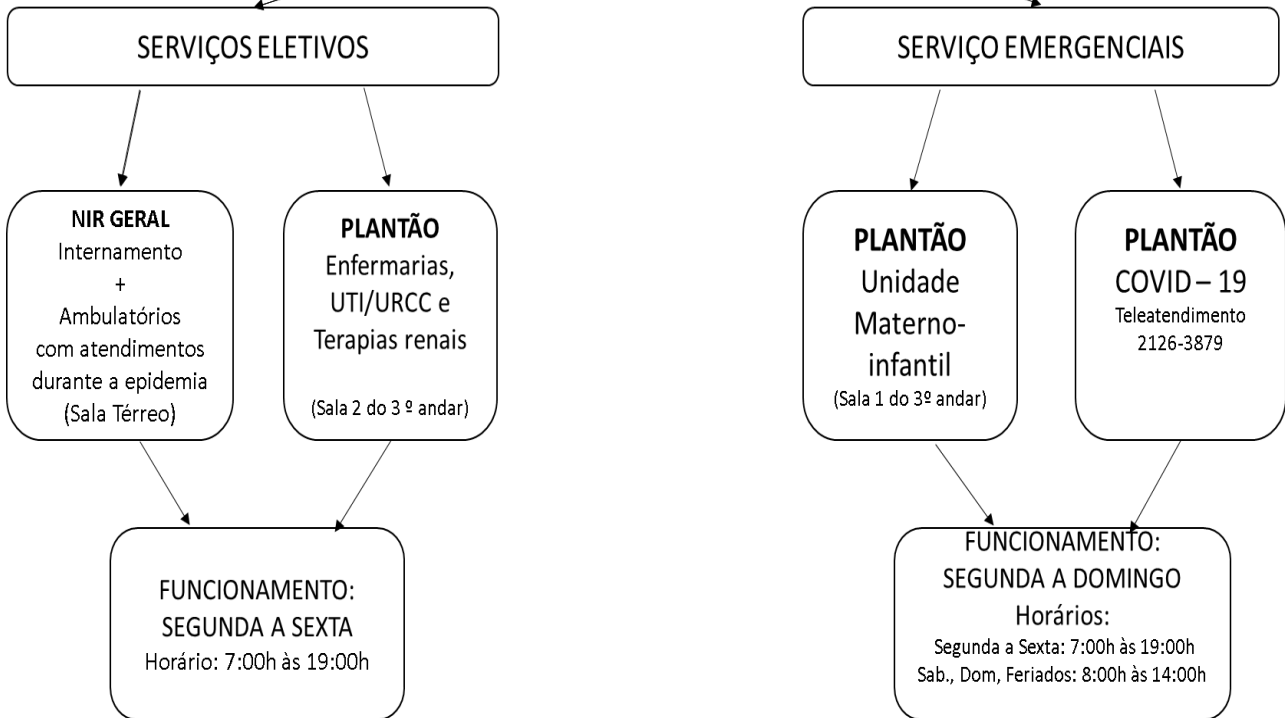 SERVIÇOS ELETIVOS
SERVIÇO EMERGENCIAIS
NIR GERAL
Internamento
+
Ambulatórios
com atendimentos
durante a epidemia
(Sala Térreo)
PLANTÃO
Enfermarias,
UTI/URCC e
Terapias renais
(Sala 2 do 3 º andar)
PLANTÃO
Unidade
Materno-
infantil
(Sala 1 do 3º andar)
PLANTÃO
COVID – 19
Teleatendimento
2126-3879
FUNCIONAMENTO:
SEGUNDA A SEXTA
Horário: 7:00h às 19:00h
FUNCIONAMENTO:
SEGUNDA A DOMINGO
Horários:
Segunda a Sexta: 7:00h às 19:00h
Sab., Dom, Feriados: 8:00h às 14:00h